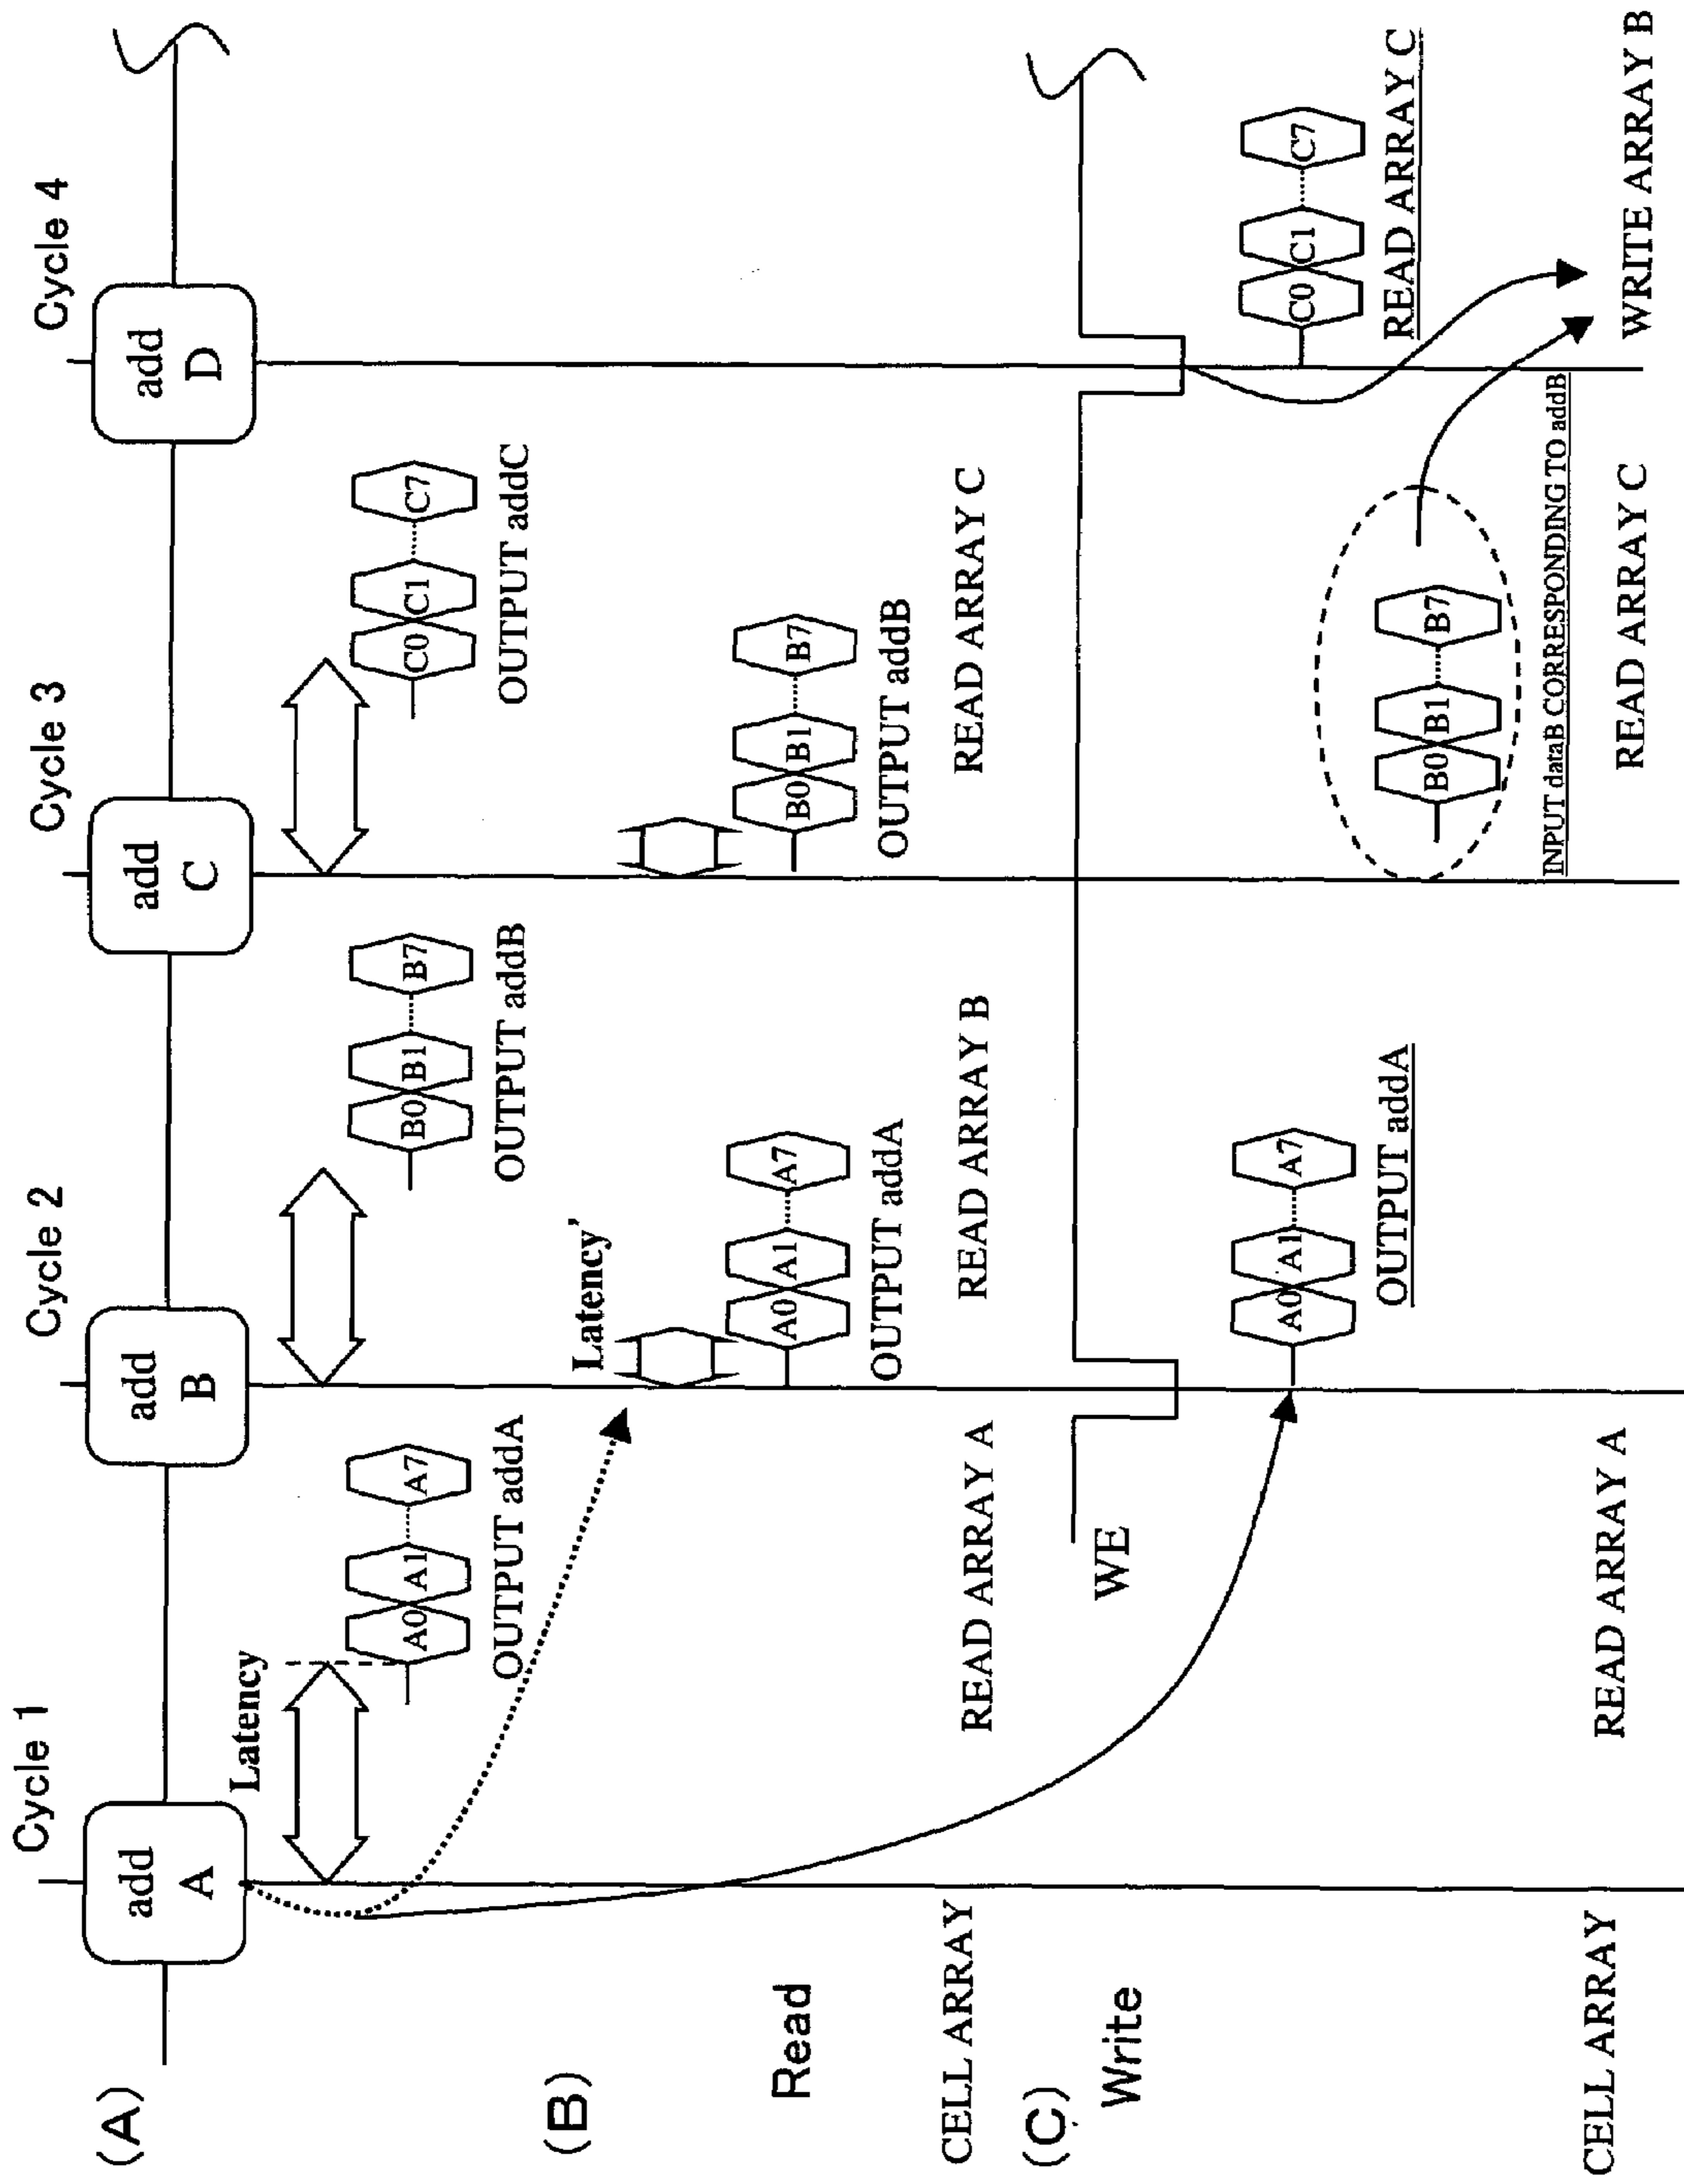 Cycle 1
Cycle 2
Cycle 3
Cycle 4
(A)
add
A
add
B
add
C
add
D
Latency
A0 A1 A7
OUTPUT addA
B0 B1 B7
OUTPUT addB
C0 C1 C7
OUTPUT addC
(B)
Read
Latency'
A0 A1 A7
OUTPUT addA
B0 B1 B7
OUTPUT addB
CELL ARRAY
READ ARRAY A
READ ARRAY B
READ ARRAY C
(C)
Write
WE
A0 A1 A7
OUTPUT addA
C0 C1 C7
READ ARRAY C
B0 B1 B7
INPUT dataB CORRESPONDING TO addB
CELL ARRAY
READ ARRAY A
READ ARRAY C
WRITE ARRAY B